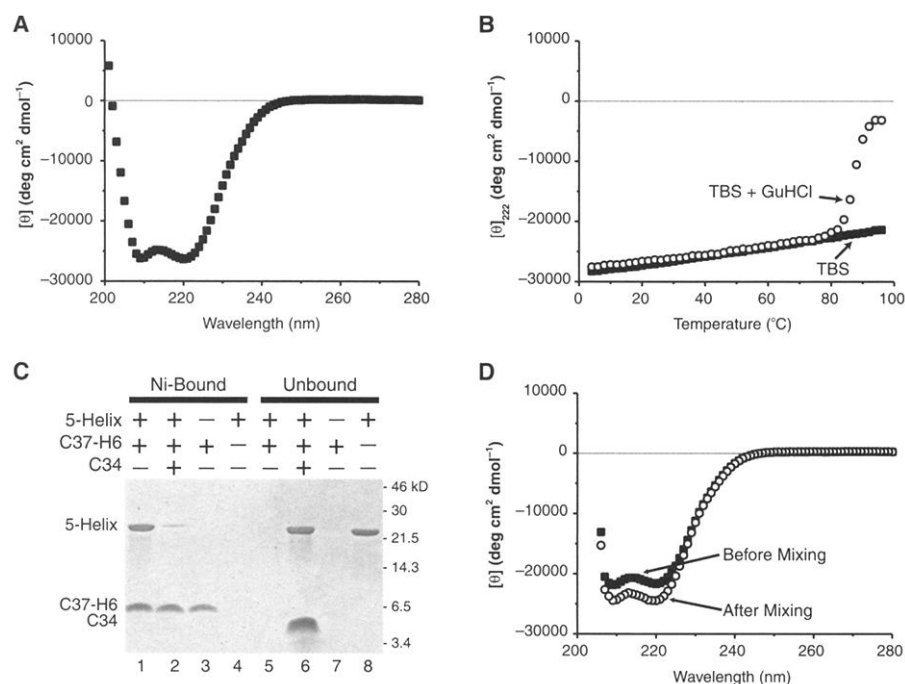 A
10000
0
−10000
−20000
−30000
[θ] (deg cm² dmol⁻¹)
200 220 240 260 280
Wavelength (nm)
B
10000
0
−5000
−10000
−15000
−20000
−25000
−30000
[θ]₂₂₂ (deg cm² dmol⁻¹)
TBS + GuHCl
TBS
0 20 40 60 80 100
Temperature (°C)
C
Ni-Bound Unbound
5-Helix + + — — + + — +
C37-H6 + + + — + + + —
C34 — + — — — + — —
46 kD
30
21.5
14.3
6.5
3.4
5-Helix
C37-H6
C34
1 2 3 4 5 6 7 8
D
10000
0
−10000
−20000
−30000
[θ] (deg cm² dmol⁻¹)
Before Mixing
After Mixing
200 220 240 260 280
Wavelength (nm)